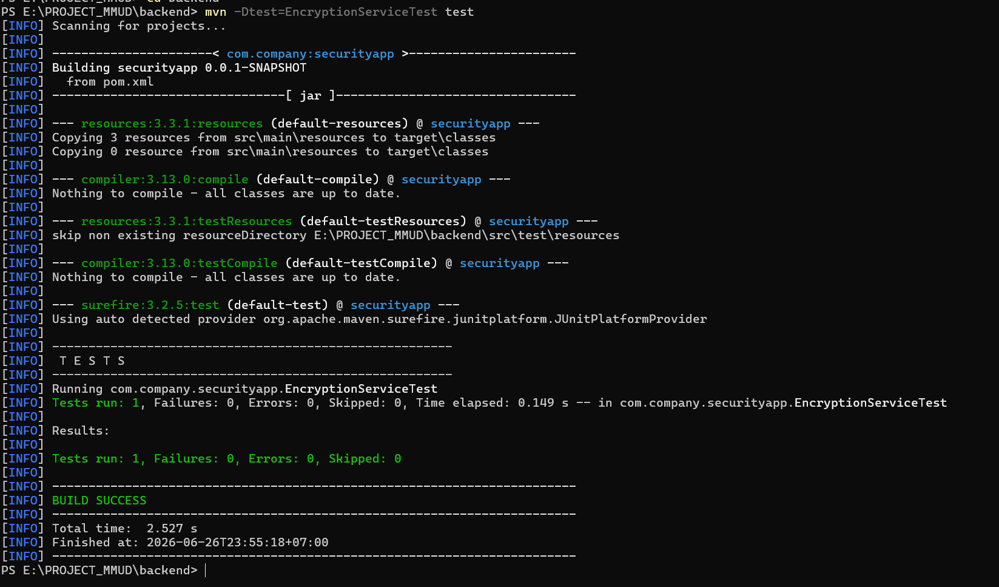 PS E:\PROJECT_MMUD> cd backend
PS E:\PROJECT_MMUD\backend> mvn -Dtest=EncryptionServiceTest test
[INFO] Scanning for projects...
[INFO]
[INFO] ----------------------< com.company:securityapp >-----------------------
[INFO] Building securityapp 0.0.1-SNAPSHOT
[INFO]   from pom.xml
[INFO] --------------------------------[ jar ]---------------------------------
[INFO]
[INFO] --- resources:3.3.1:resources (default-resources) @ securityapp ---
[INFO] Copying 3 resources from src\main\resources to target\classes
[INFO] Copying 0 resource from src\main\resources to target\classes
[INFO]
[INFO] --- compiler:3.13.0:compile (default-compile) @ securityapp ---
[INFO] Nothing to compile - all classes are up to date.
[INFO]
[INFO] --- resources:3.3.1:testResources (default-testResources) @ securityapp ---
[INFO] skip non existing resourceDirectory E:\PROJECT_MMUD\backend\src\test\resources
[INFO]
[INFO] --- compiler:3.13.0:testCompile (default-testCompile) @ securityapp ---
[INFO] Nothing to compile - all classes are up to date.
[INFO]
[INFO] --- surefire:3.2.5:test (default-test) @ securityapp ---
[INFO] Using auto detected provider org.apache.maven.surefire.junitplatform.JUnitPlatformProvider
[INFO]
[INFO] -------------------------------------------------------
[INFO]  T E S T S
[INFO] -------------------------------------------------------
[INFO] Running com.company.securityapp.EncryptionServiceTest
[INFO] Tests run: 1, Failures: 0, Errors: 0, Skipped: 0, Time elapsed: 0.149 s -- in com.company.securityapp.EncryptionServiceTest
[INFO]
[INFO] Results:
[INFO]
[INFO] Tests run: 1, Failures: 0, Errors: 0, Skipped: 0
[INFO]
[INFO] ------------------------------------------------------------------------
[INFO] BUILD SUCCESS
[INFO] ------------------------------------------------------------------------
[INFO] Total time:  2.527 s
[INFO] Finished at: 2026-06-26T23:55:18+07:00
[INFO] ------------------------------------------------------------------------
PS E:\PROJECT_MMUD\backend>